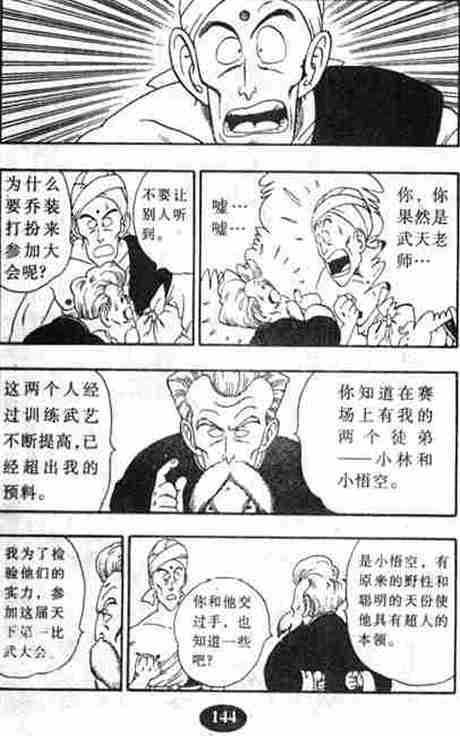 你，你
果然是
武天老
师…
嘘…
嘘…
不要让
别人听
到。
为什么
要乔装
打扮来
参加大
会呢？
你知道在赛
场上有我的
两个徒弟
——小林和
小悟空。
这两个人经
过训练武艺
不断提高，已
经超出我的
预料。
是小悟空，有
原来的野性和
聪明的天份使
他具有超人的
本领。
你和他交
过手，也
知道一些
吧？
我为了检
验他们的
实力，参
加这届天
下第一比
武大会。
144